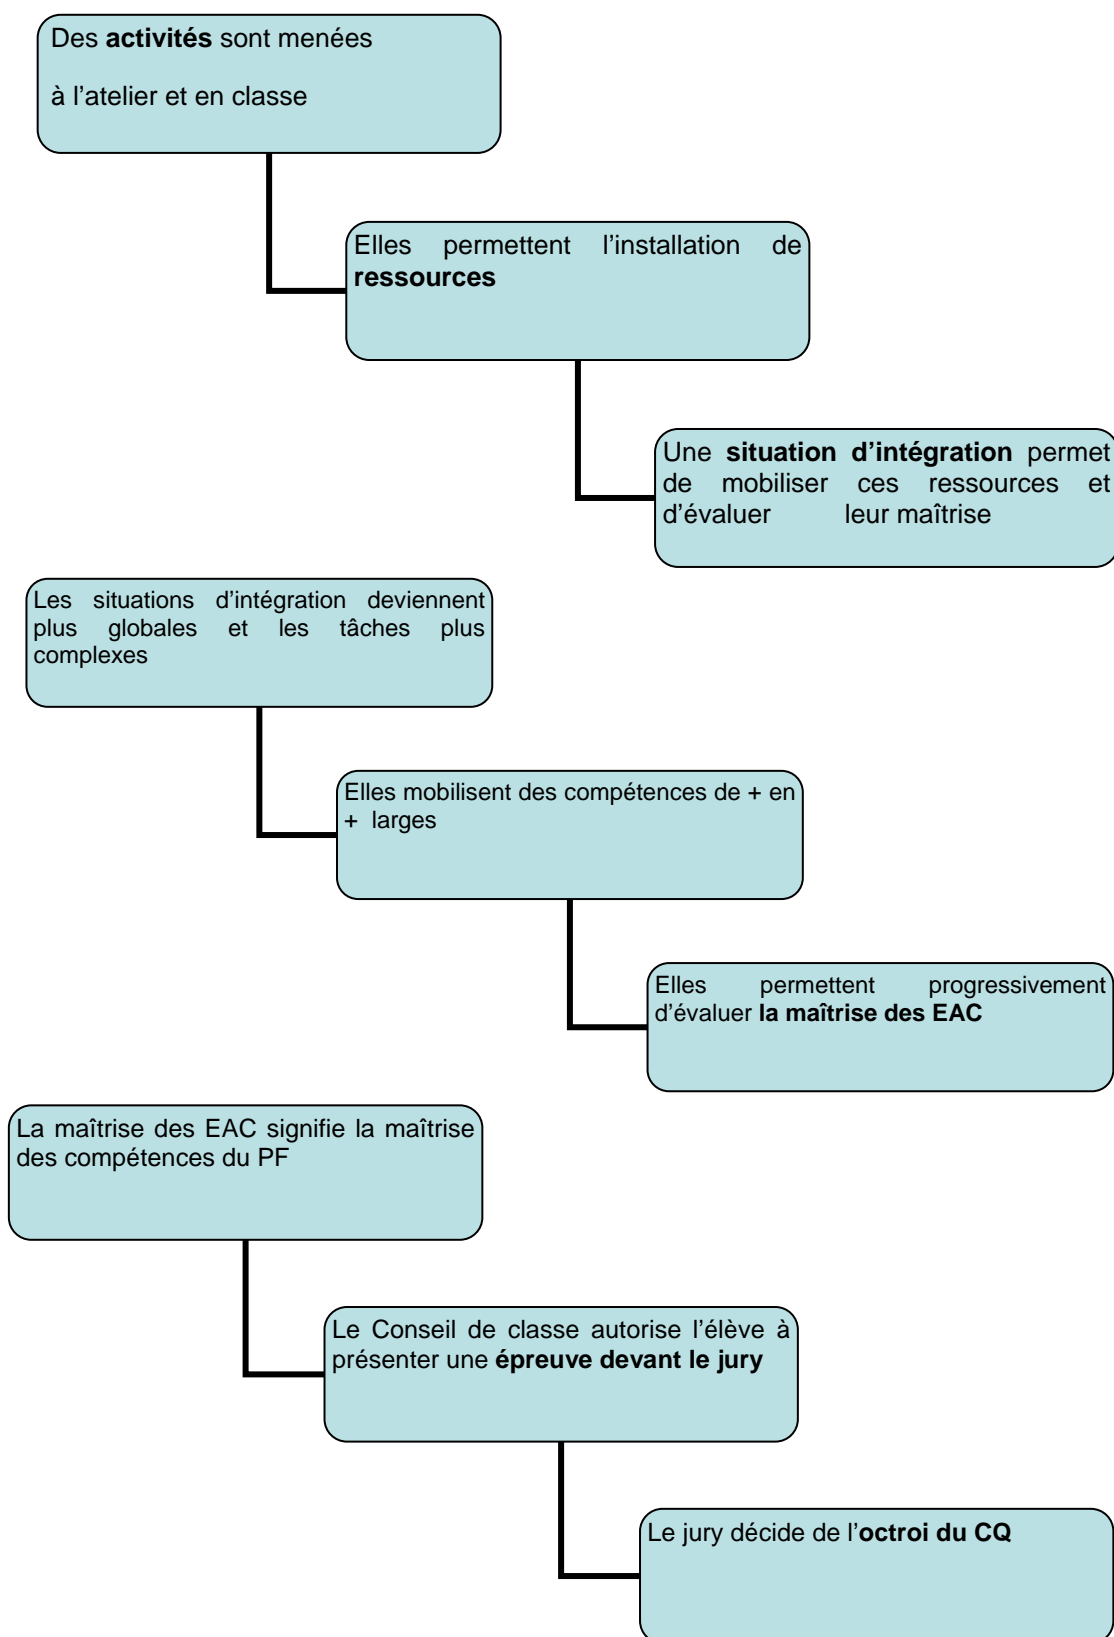 Des activités sont menées
à l’atelier et en classe
Elles permettent l’installation de
ressources
Une situation d’intégration permet
de mobiliser ces ressources et
d’évaluer leur maîtrise
Les situations d’intégration deviennent
plus globales et les tâches plus
complexes
Elles mobilisent des compétences de + en
+ larges
Elles permettent progressivement
d’évaluer la maîtrise des EAC
La maîtrise des EAC signifie la maîtrise
des compétences du PF
Le Conseil de classe autorise l’élève à
présenter une épreuve devant le jury
Le jury décide de l’octroi du CQ